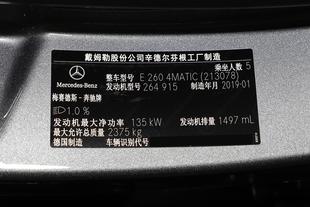 戴姆勒股份公司辛德尔芬根工厂制造
乘坐人数 5
整车型号 E 260 4MATIC (213078)
Mercedes-Benz
发动机型号 264 915 制造年月 2019-01
梅赛德斯-奔驰牌
1.0 %
发动机最大净功率 135 kW 发动机排量 1497 mL
最大允许总质量 2375 kg
德国制造 车辆识别代号